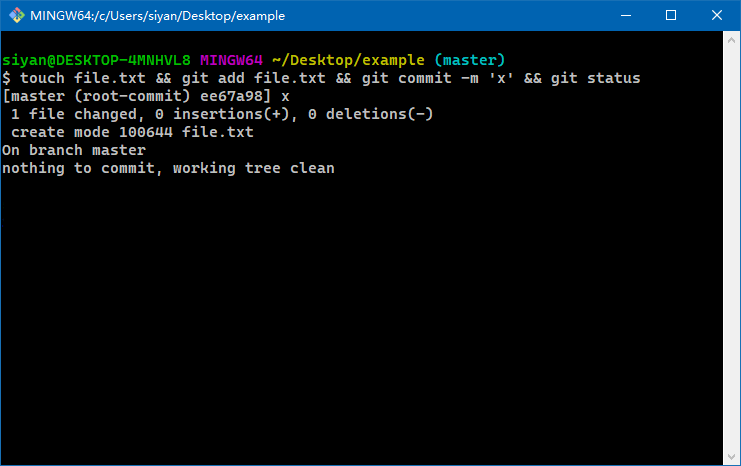 MINGW64:/c/Users/siyan/Desktop/example
siyan@DESKTOP-4MNHVL8 MINGW64 ~/Desktop/example (master)
$ touch file.txt && git add file.txt && git commit -m 'x' && git status
[master (root-commit) ee67a98] x
 1 file changed, 0 insertions(+), 0 deletions(-)
 create mode 100644 file.txt
On branch master
nothing to commit, working tree clean